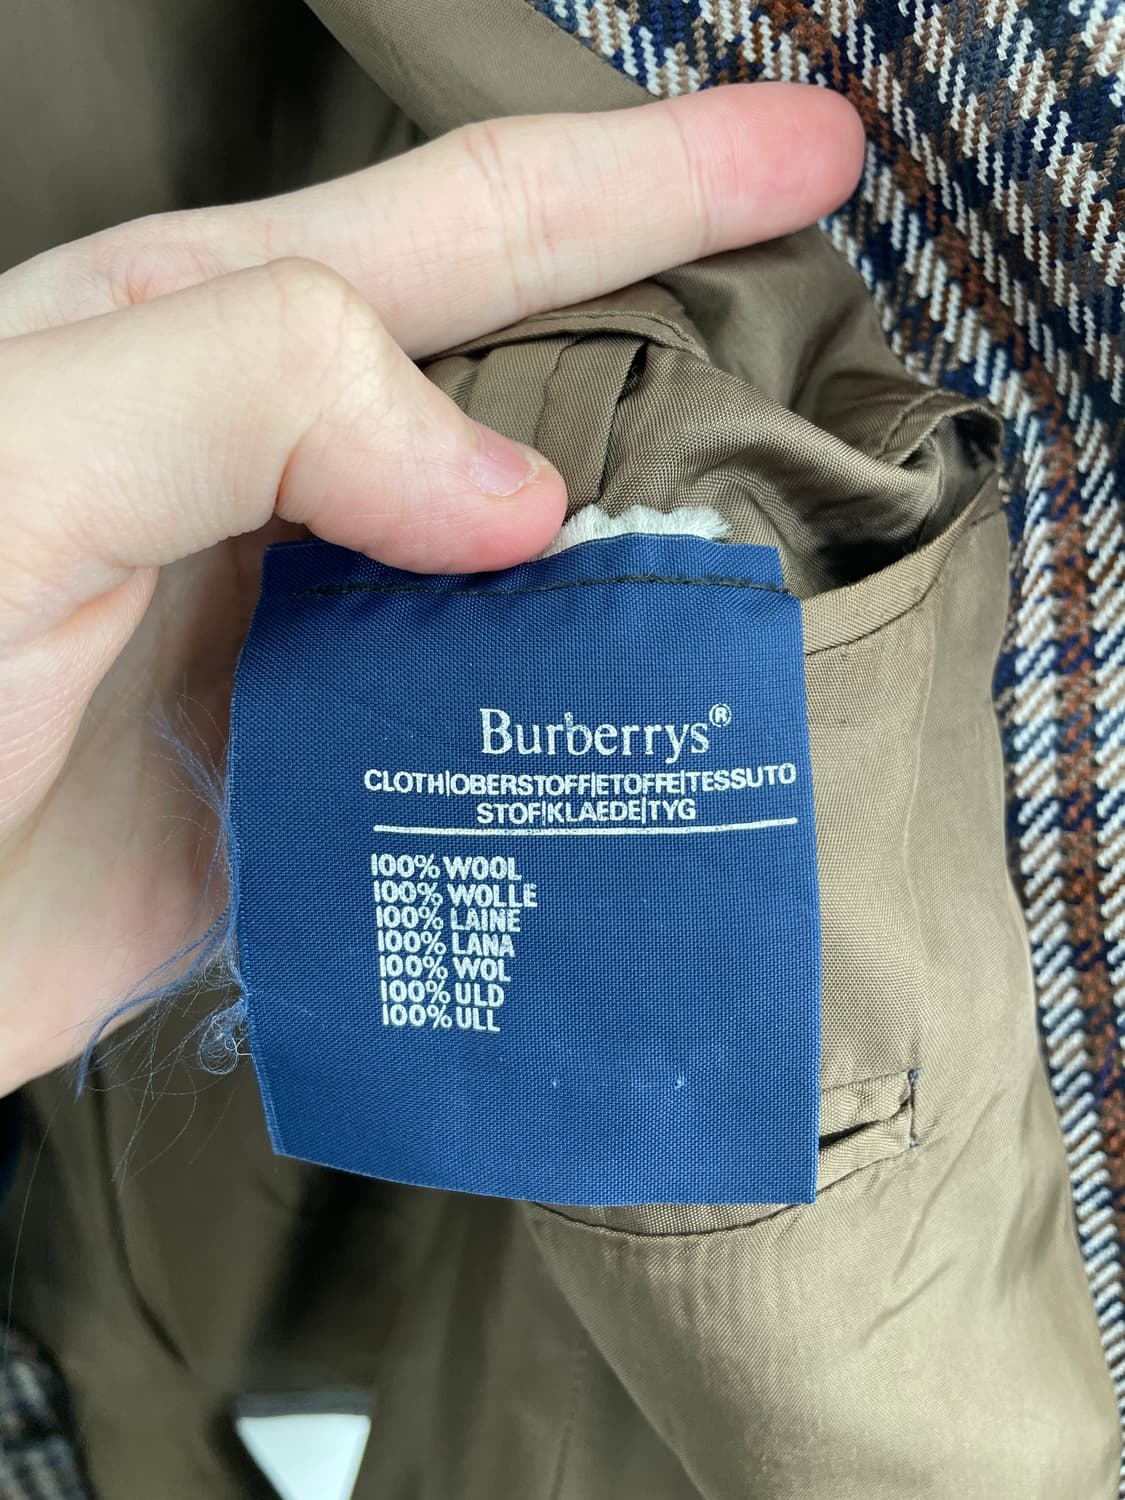 Burberrys®
CLOTH|OBERSTOFF|ETOFFE|TESSUTO
STOF|KLAEDE|TYG
100% WOOL
100% WOLLE
100% LAINE
100% LANA
100% WOL
100% ULD
100% ULL